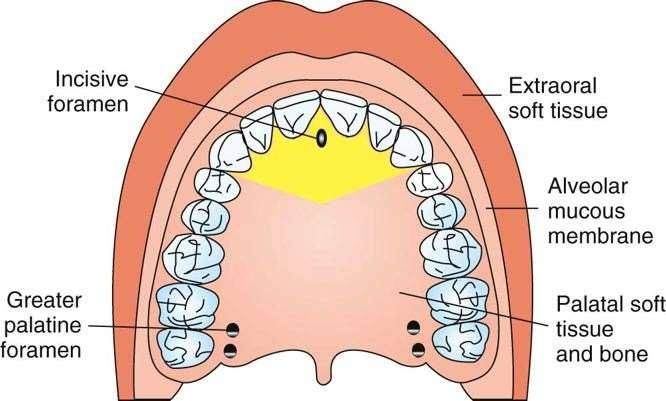 Incisive
foramen
Extraoral
soft tissue
Alveolar
mucous
membrane
Greater
palatine
foramen
Palatal soft
tissue
and bone